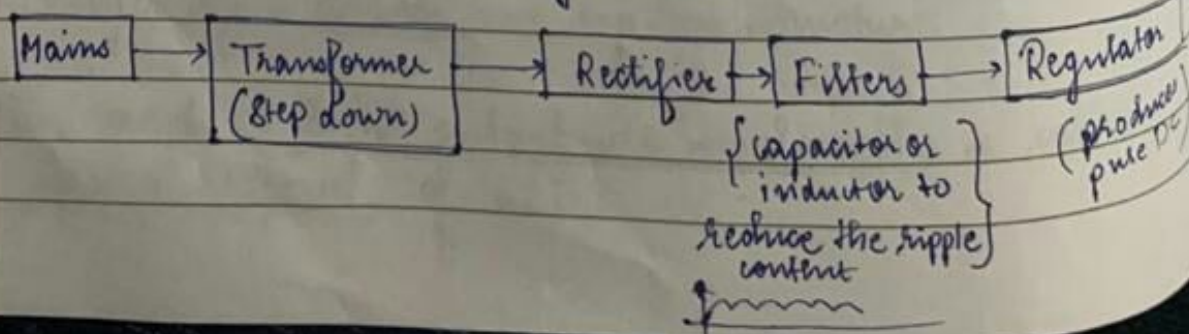 Mains
Transformer
(Step down)
Rectifier
Filters
Regulator
{capacitor or
inductor to
reduce the ripple}
content
(produces
pure DC)